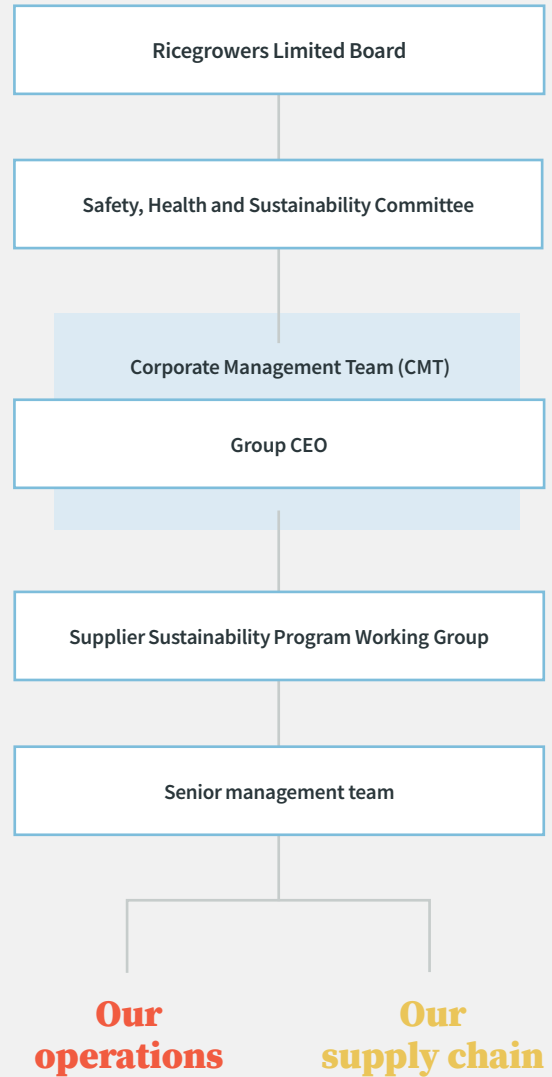 Ricegrowers Limited Board
Safety, Health and Sustainability Committee
Corporate Management Team (CMT)
Group CEO
Supplier Sustainability Program Working Group
Senior management team
Our
operations
Our
supply chain